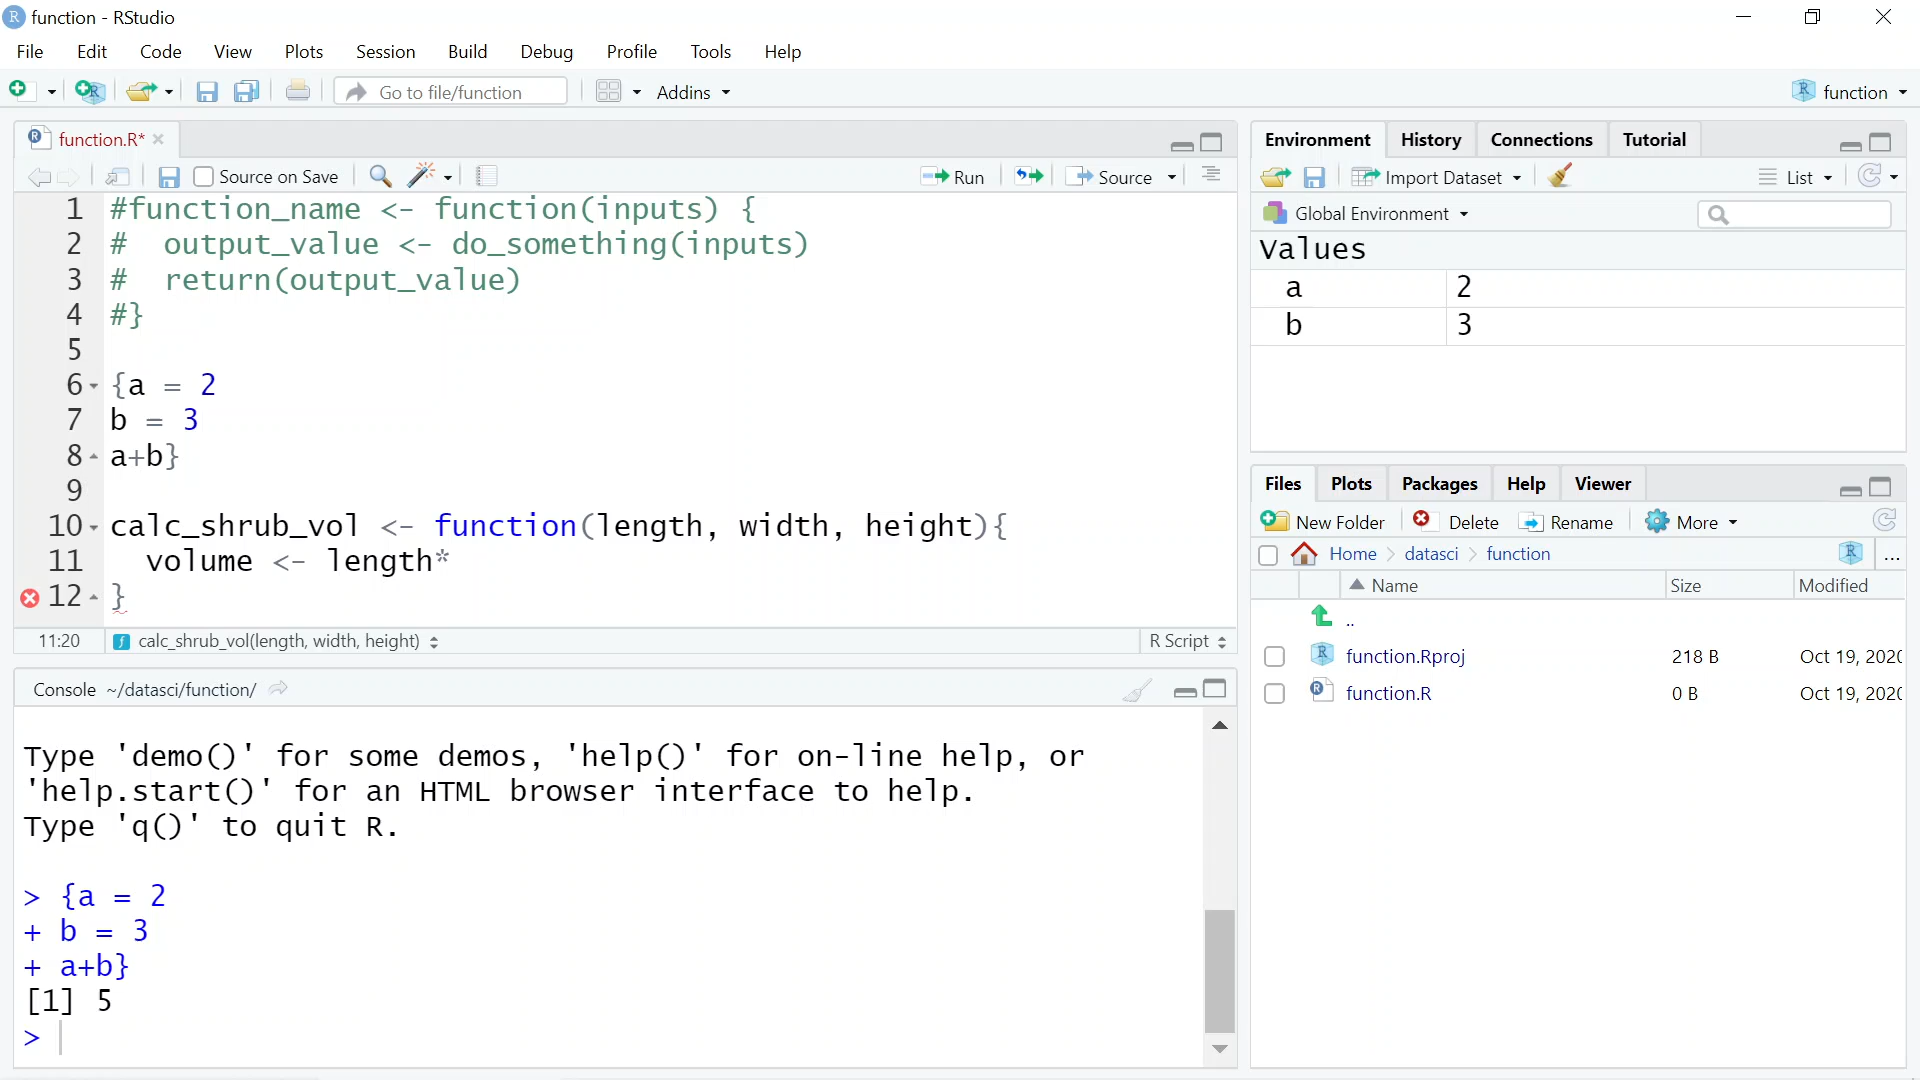 function - RStudio
File Edit Code View Plots Session Build Debug Profile Tools Help
Go to file/function Addins function
function.R*
Source on Save Run Source
1 #function_name <- function(inputs) {
2 #  output_value <- do_something(inputs)
3 #  return(output_value)
4 #}
5
6 {a = 2
7 b = 3
8 a+b}
9
10 calc_shrub_vol <- function(length, width, height){
11   volume <- length*
12 }
11:20 calc_shrub_vol(length, width, height) R Script
Console ~/datasci/function/
Type 'demo()' for some demos, 'help()' for on-line help, or
'help.start()' for an HTML browser interface to help.
Type 'q()' to quit R.
> {a = 2
+ b = 3
+ a+b}
[1] 5
>
Environment History Connections Tutorial
Import Dataset List
Global Environment
Values
a 2
b 3
Files Plots Packages Help Viewer
New Folder Delete Rename More
Home > datasci > function ...
Name Size Modified
..
function.Rproj 218 B Oct 19, 2020
function.R 0 B Oct 19, 2020